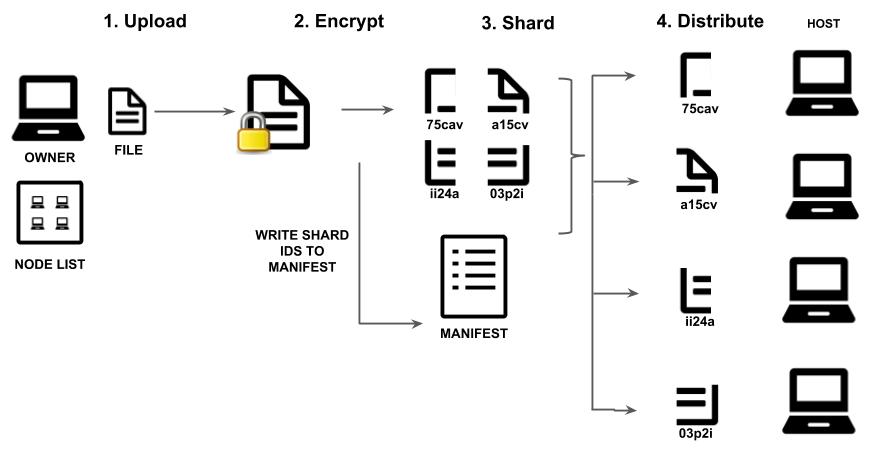 1. Upload
2. Encrypt
3. Shard
4. Distribute
HOST
OWNER
FILE
NODE LIST
75cav
a15cv
ii24a
03p2i
WRITE SHARD
IDS TO
MANIFEST
MANIFEST
75cav
a15cv
ii24a
03p2i